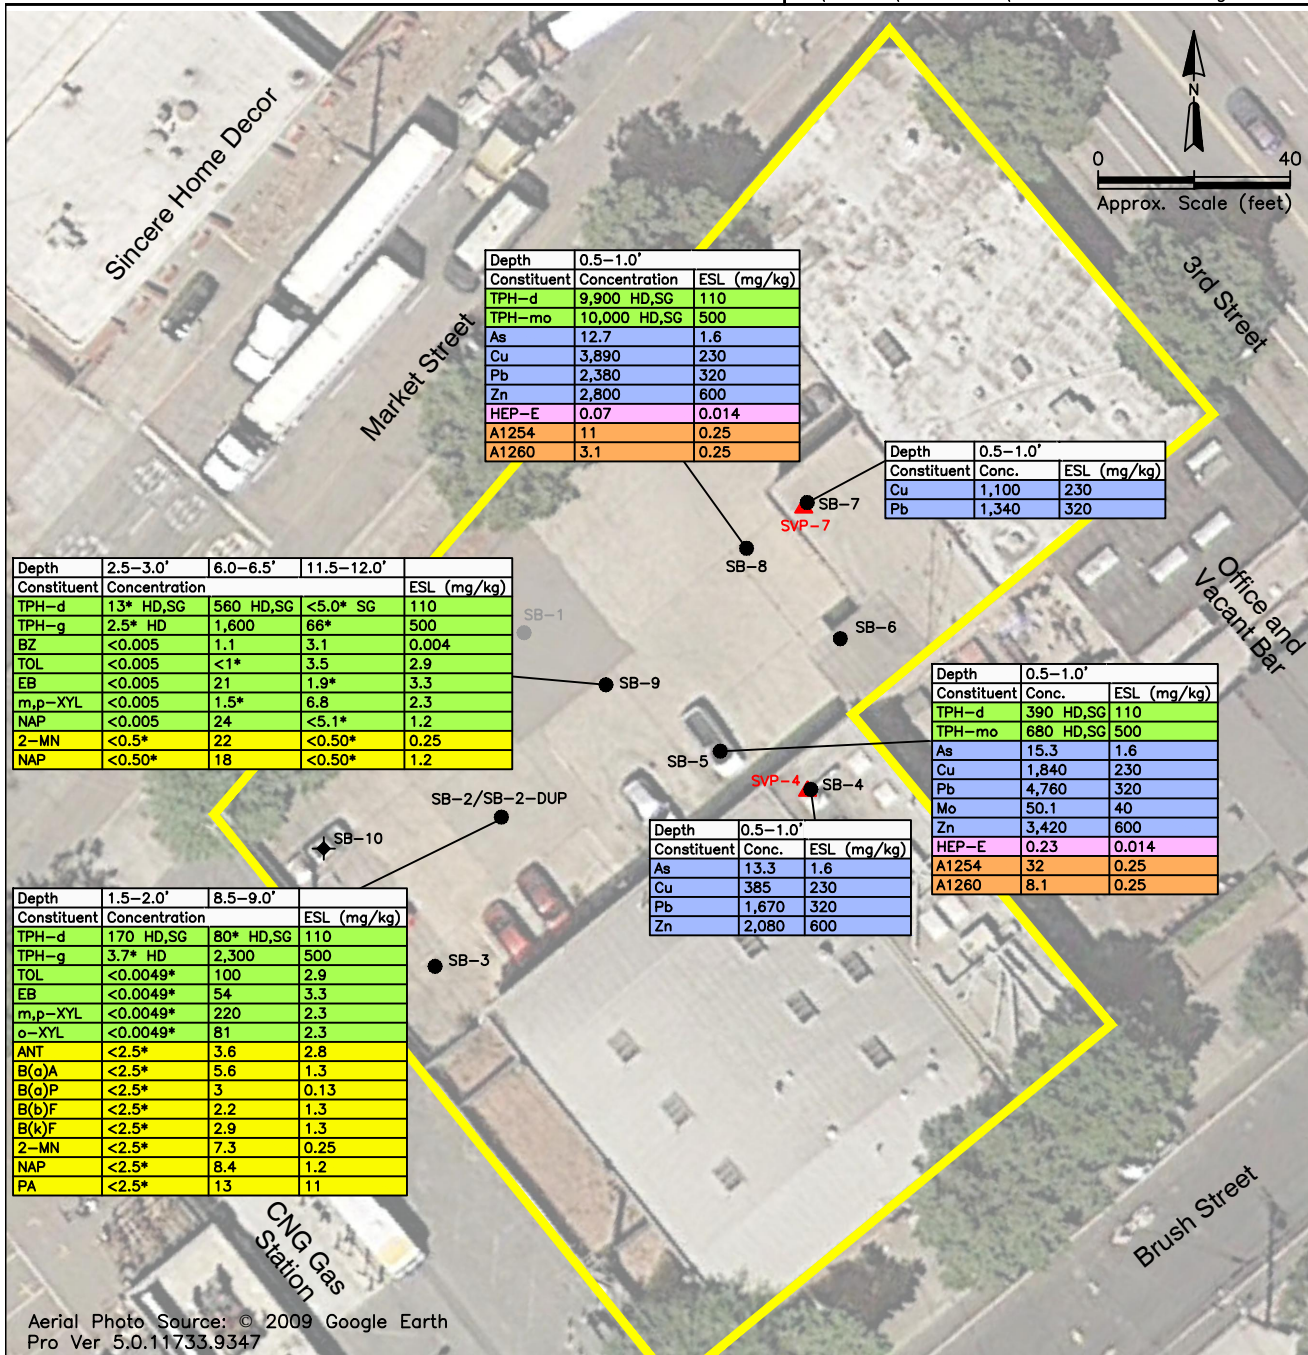 N
0 40
Approx. Scale (feet)
Sincere Home Decor
Market Street
3rd Street
Depth 0.5-1.0'
Constituent Concentration ESL (mg/kg)
TPH-d 9,900 HD,SG 110
TPH-mo 10,000 HD,SG 500
As 12.7 1.6
Cu 3,890 230
Pb 2,380 320
Zn 2,800 600
HEP-E 0.07 0.014
A1254 11 0.25
A1260 3.1 0.25
Depth 0.5-1.0'
Constituent Conc. ESL (mg/kg)
Cu 1,100 230
Pb 1,340 320
SB-7
SVP-7
SB-8
Office and
Vacant Bar
Depth 2.5-3.0' 6.0-6.5' 11.5-12.0'
Constituent Concentration ESL (mg/kg)
TPH-d 13* HD,SG 560 HD,SG <5.0* SG 110
TPH-g 2.5* HD 1,600 66* 500
BZ <0.005 1.1 3.1 0.004
TOL <0.005 <1* 3.5 2.9
EB <0.005 21 1.9* 3.3
m,p-XYL <0.005 1.5* 6.8 2.3
NAP <0.005 24 <5.1* 1.2
2-MN <0.5* 22 <0.50* 0.25
NAP <0.50* 18 <0.50* 1.2
SB-1
SB-6
SB-9
Depth 0.5-1.0'
Constituent Conc. ESL (mg/kg)
TPH-d 390 HD,SG 110
TPH-mo 680 HD,SG 500
As 15.3 1.6
Cu 1,840 230
Pb 4,760 320
Mo 50.1 40
Zn 3,420 600
HEP-E 0.23 0.014
A1254 32 0.25
A1260 8.1 0.25
SB-5
SVP-4
SB-4
SB-2/SB-2-DUP
SB-10
Depth 0.5-1.0'
Constituent Conc. ESL (mg/kg)
As 13.3 1.6
Cu 385 230
Pb 1,670 320
Zn 2,080 600
Depth 1.5-2.0' 8.5-9.0'
Constituent Concentration ESL (mg/kg)
TPH-d 170 HD,SG 80* HD,SG 110
TPH-g 3.7* HD 2,300 500
TOL <0.0049* 100 2.9
EB <0.0049* 54 3.3
m,p-XYL <0.0049* 220 2.3
o-XYL <0.0049* 81 2.3
ANT <2.5* 3.6 2.8
B(a)A <2.5* 5.6 1.3
B(a)P <2.5* 3 0.13
B(b)F <2.5* 2.2 1.3
B(k)F <2.5* 2.9 1.3
2-MN <2.5* 7.3 0.25
NAP <2.5* 8.4 1.2
PA <2.5* 13 11
SB-3
CNG Gas
Station
Brush Street
Aerial Photo Source: © 2009 Google Earth
Pro Ver 5.0.11733.9347